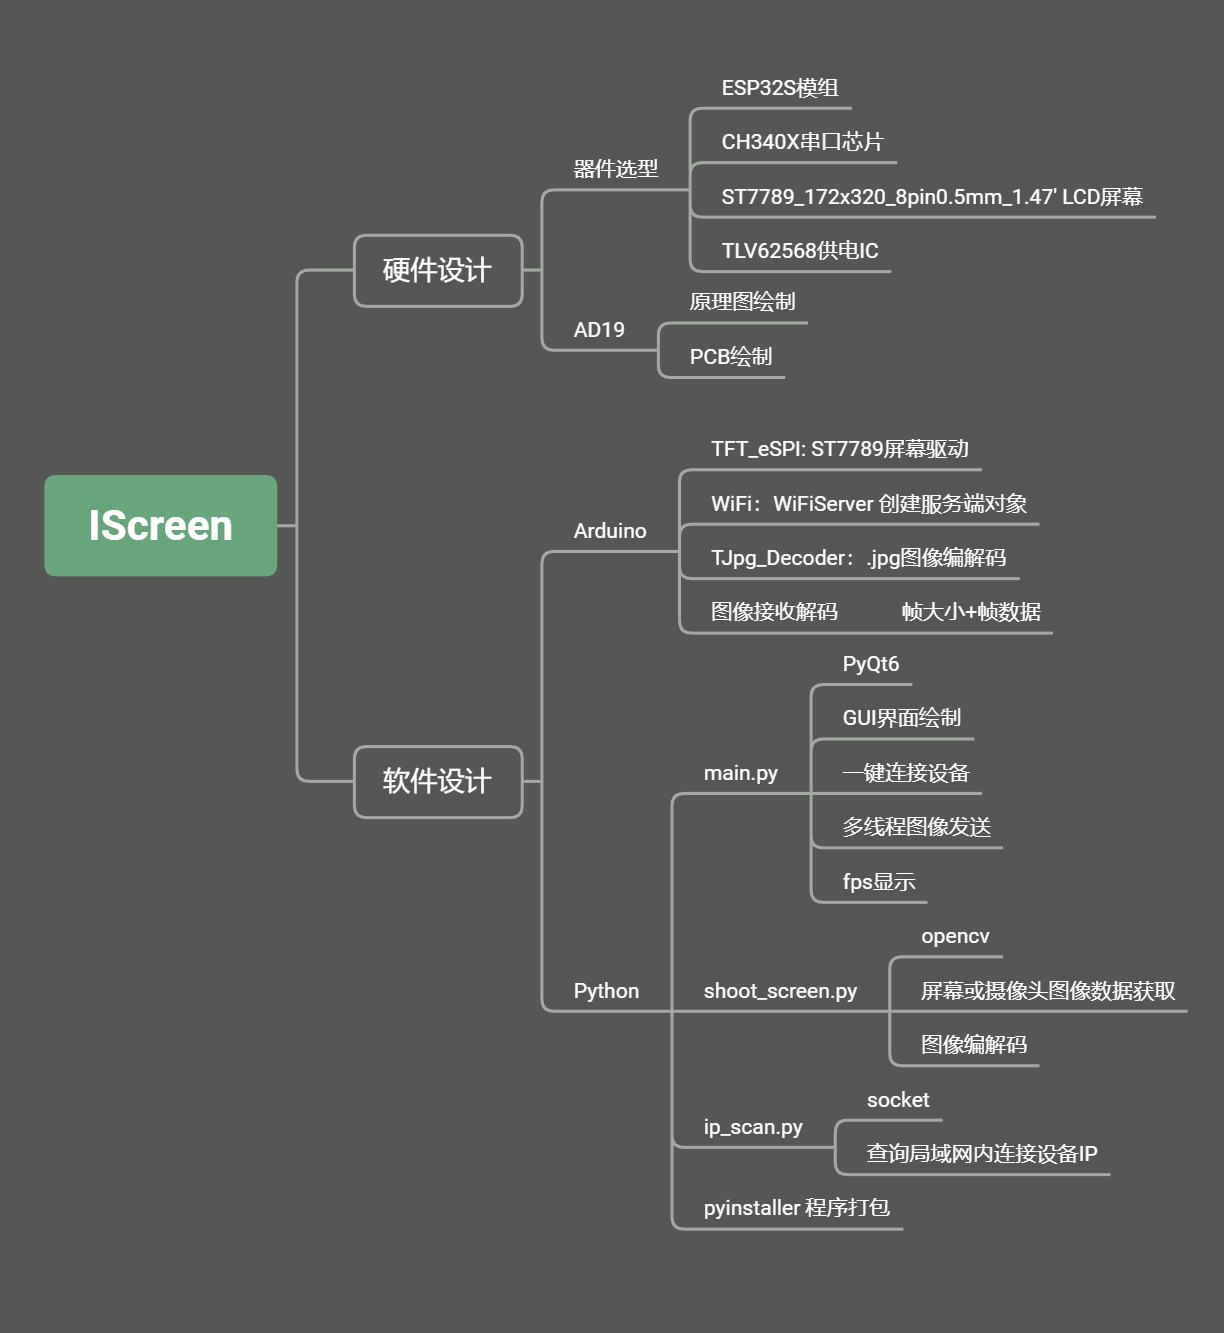 IScreen
硬件设计
器件选型
ESP32S模组
CH340X串口芯片
ST7789_172x320_8pin0.5mm_1.47' LCD屏幕
TLV62568供电IC
AD19
原理图绘制
PCB绘制
软件设计
Arduino
TFT_eSPI: ST7789屏幕驱动
WiFi：WiFiServer 创建服务端对象
TJpg_Decoder：.jpg图像编解码
图像接收解码 帧大小+帧数据
Python
main.py
PyQt6
GUI界面绘制
一键连接设备
多线程图像发送
fps显示
shoot_screen.py
opencv
屏幕或摄像头图像数据获取
图像编解码
ip_scan.py
socket
查询局域网内连接设备IP
pyinstaller 程序打包